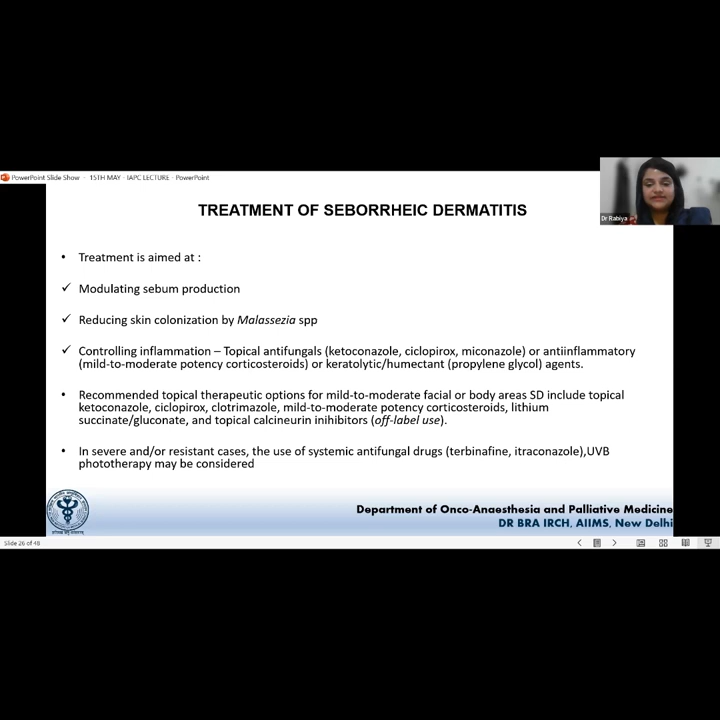 PowerPoint Slide Show - 15TH MAY - IAPC LECTURE - PowerPoint
Dr Rabiya
TREATMENT OF SEBORRHEIC DERMATITIS
• Treatment is aimed at :
✓ Modulating sebum production
✓ Reducing skin colonization by Malassezia spp
✓ Controlling inflammation – Topical antifungals (ketoconazole, ciclopirox, miconazole) or antiinflammatory
(mild-to-moderate potency corticosteroids) or keratolytic/humectant (propylene glycol) agents.
• Recommended topical therapeutic options for mild-to-moderate facial or body areas SD include topical
ketoconazole, ciclopirox, clotrimazole, mild-to-moderate potency corticosteroids, lithium
succinate/gluconate, and topical calcineurin inihibitors (off-label use).
• In severe and/or resistant cases, the use of systemic antifungal drugs (terbinafine, itraconazole),UVB
phototherapy may be considered
Department of Onco-Anaesthesia and Palliative Medicine
DR BRA IRCH, AIIMS, New Delhi
Slide 26 of 48